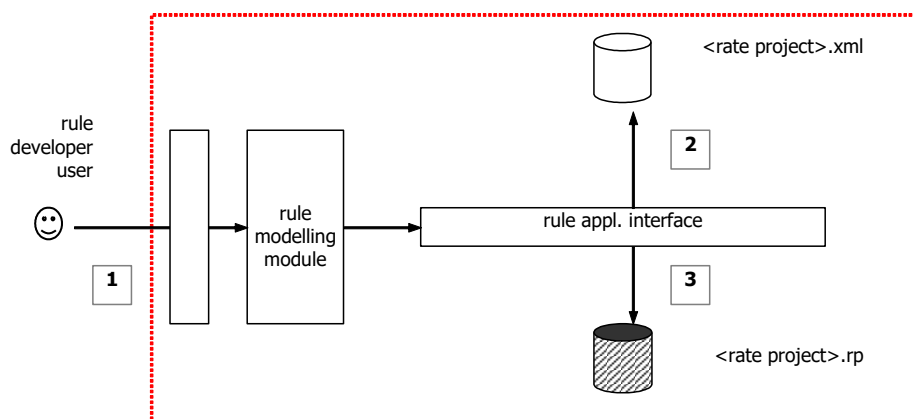 <rate project>.xml
rule
developer
user
2
rule
modelling
module
rule appl. interface
1
3
<rate project>.rp